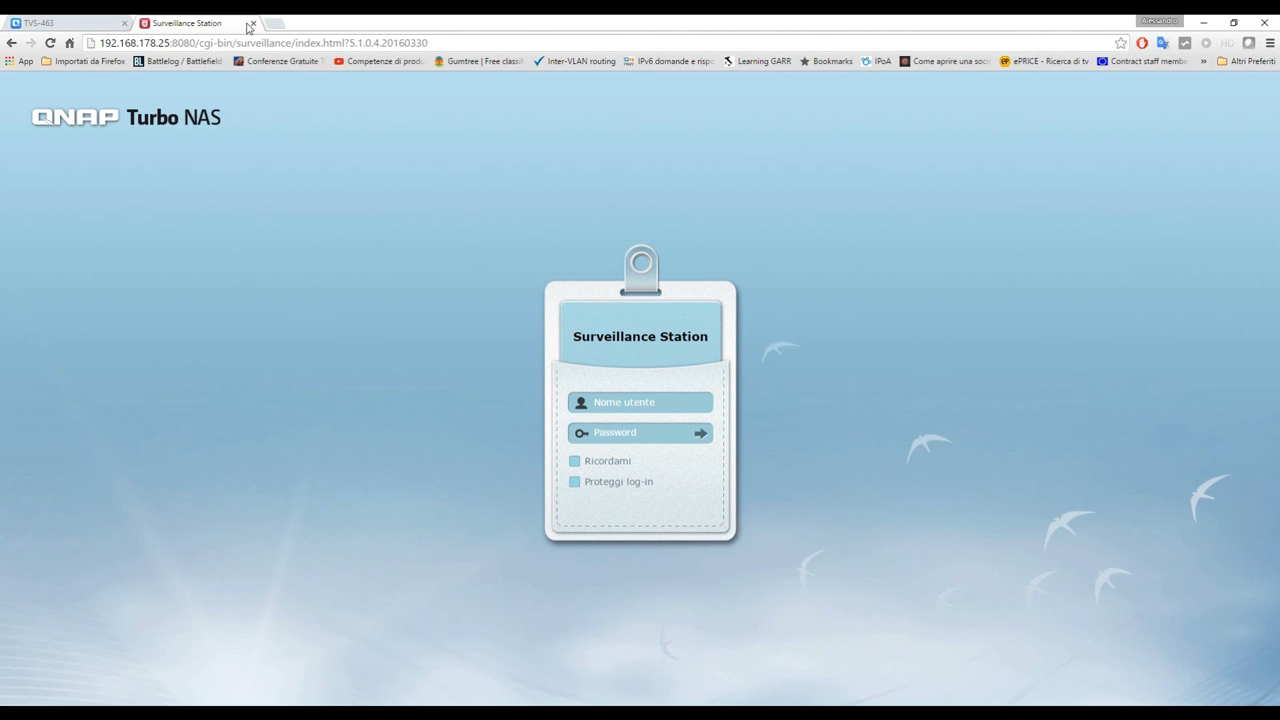 TVS-463
Surveillance Station
Alessandro
192.168.178.25:8080/cgi-bin/surveillance/index.html?5.1.0.4.20160330
App Importati da Firefox Battlelog / Battlefield Conferenze Gratuite Competenze di produ Gumtree | Free classif Inter-VLAN routing IPv6 domande e rispo Learning GARR Bookmarks IPoA Come aprire una soci ePRICE - Ricerca di tv Contract staff membe » Altri Preferiti
QNAP Turbo NAS
Surveillance Station
Nome utente
Password
Ricordami
Proteggi log-in